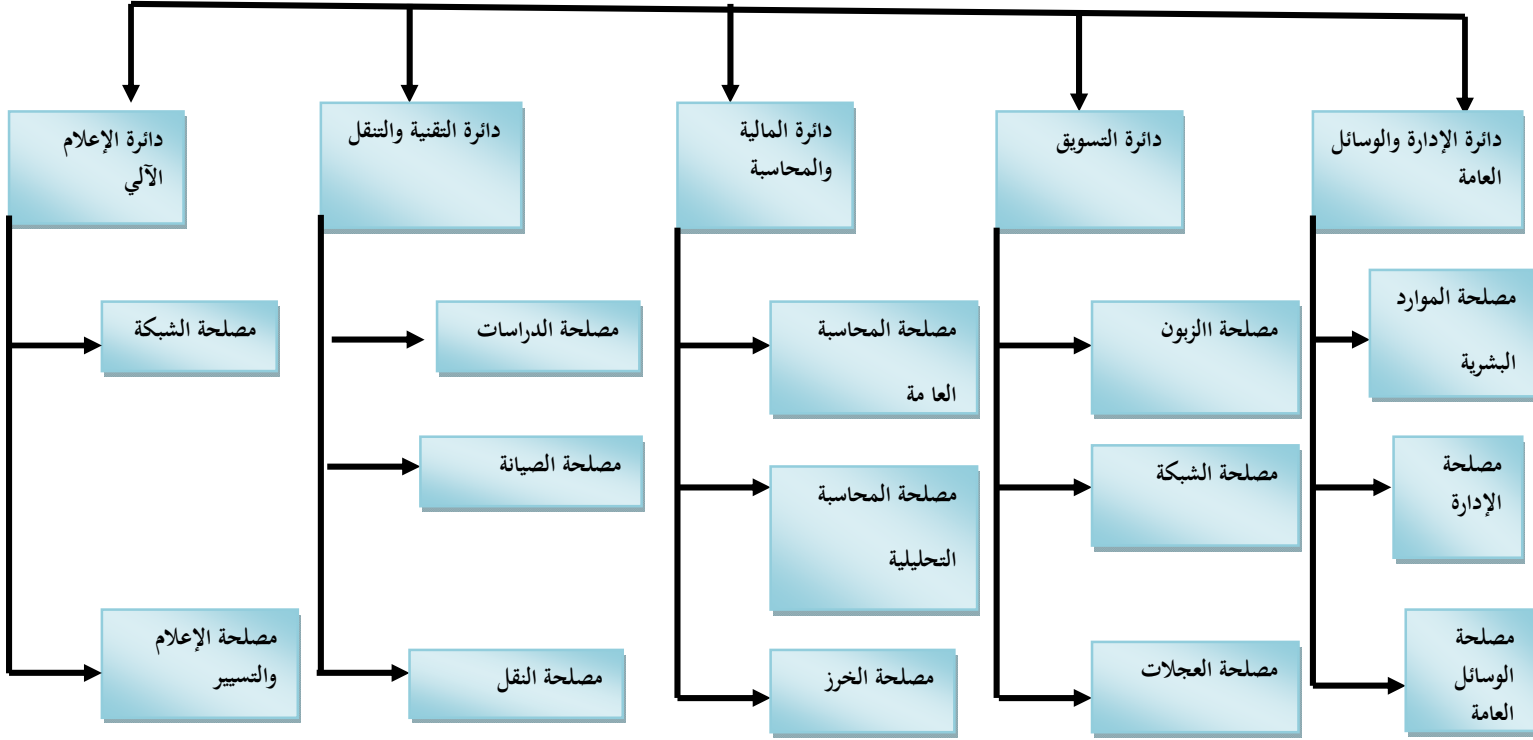 دائرة الإدارة والوسائل
العامة
دائرة التسويق
دائرة المالية
والمحاسبة
دائرة التقنية والتنقل
دائرة الإعلام
الآلي
مصلحة الموارد
البشرية
مصلحة االزبون
مصلحة المحاسبة
العا مة
مصلحة الدراسات
مصلحة الشبكة
مصلحة
الإدارة
مصلحة الشبكة
مصلحة المحاسبة
التحليلية
مصلحة الصيانة
مصلحة
الوسائل
العامة
مصلحة العجلات
مصلحة الخرز
مصلحة النقل
مصلحة الإعلام
والتسيير